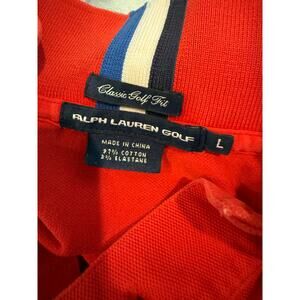 Classic Golf Fit
RALPH LAUREN GOLF
L
MADE IN CHINA
97% COTTON
3% ELASTANE